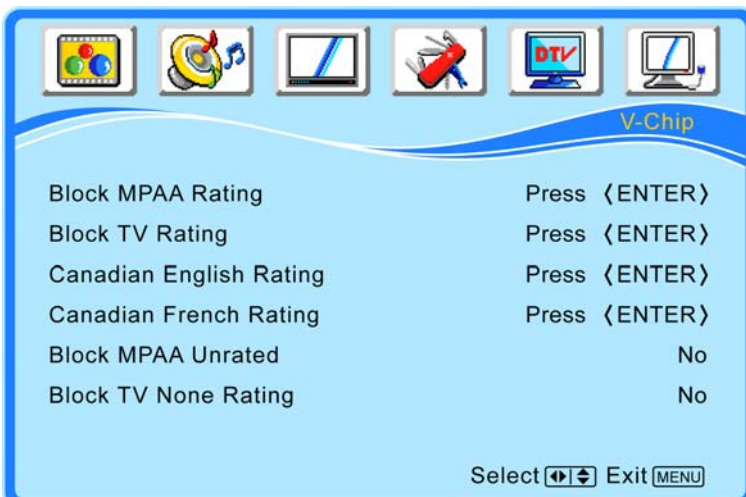 DTV
V-Chip
Block MPAA Rating Press 〈ENTER〉
Block TV Rating Press 〈ENTER〉
Canadian English Rating Press 〈ENTER〉
Canadian French Rating Press 〈ENTER〉
Block MPAA Unrated No
Block TV None Rating No
Select Exit MENU